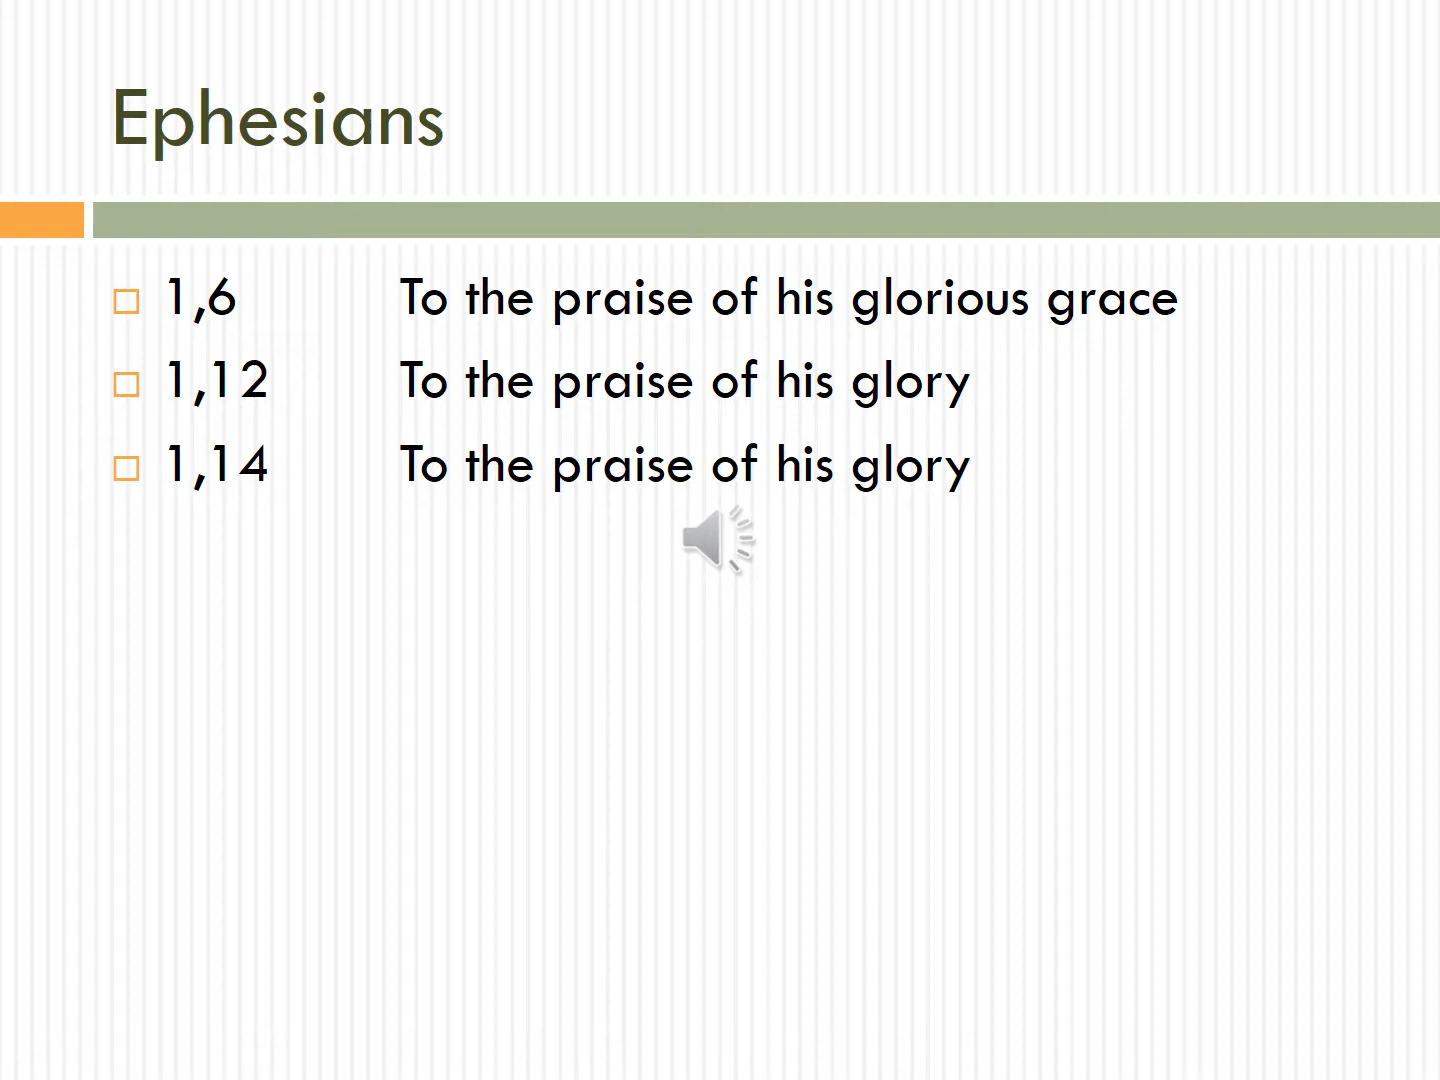 Ephesians
1,6 To the praise of his glorious grace
1,12 To the praise of his glory
1,14 To the praise of his glory